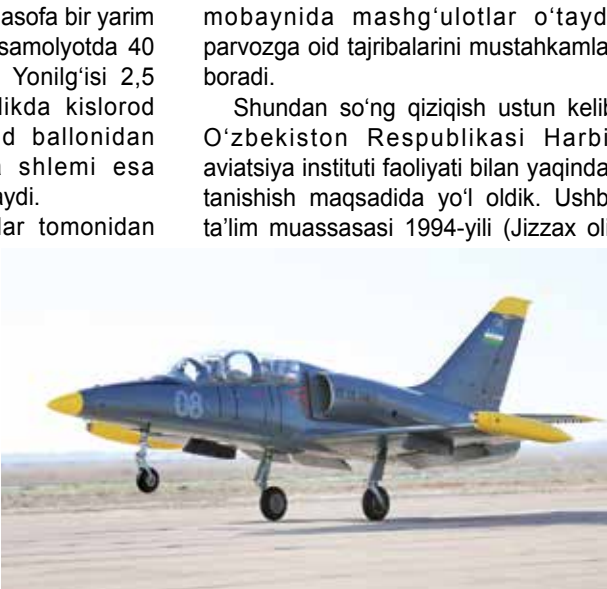 asofa bir yarim
samolyotda 40
Yonilg‘isi 2,5
likda kislorod
d ballonidan
shlemi esa
aydi.
lar tomonidan
mobaynida mashg‘ulotlar o‘tayd
parvozga oid tajribalarini mustahkamla
boradi.
Shundan so‘ng qiziqish ustun kelib
O‘zbekiston Respublikasi Harbi
aviatsiya instituti faoliyati bilan yaqinda
tanishish maqsadida yo‘l oldik. Ushb
ta’lim muassasasi 1994-yili (Jizzax oli
08